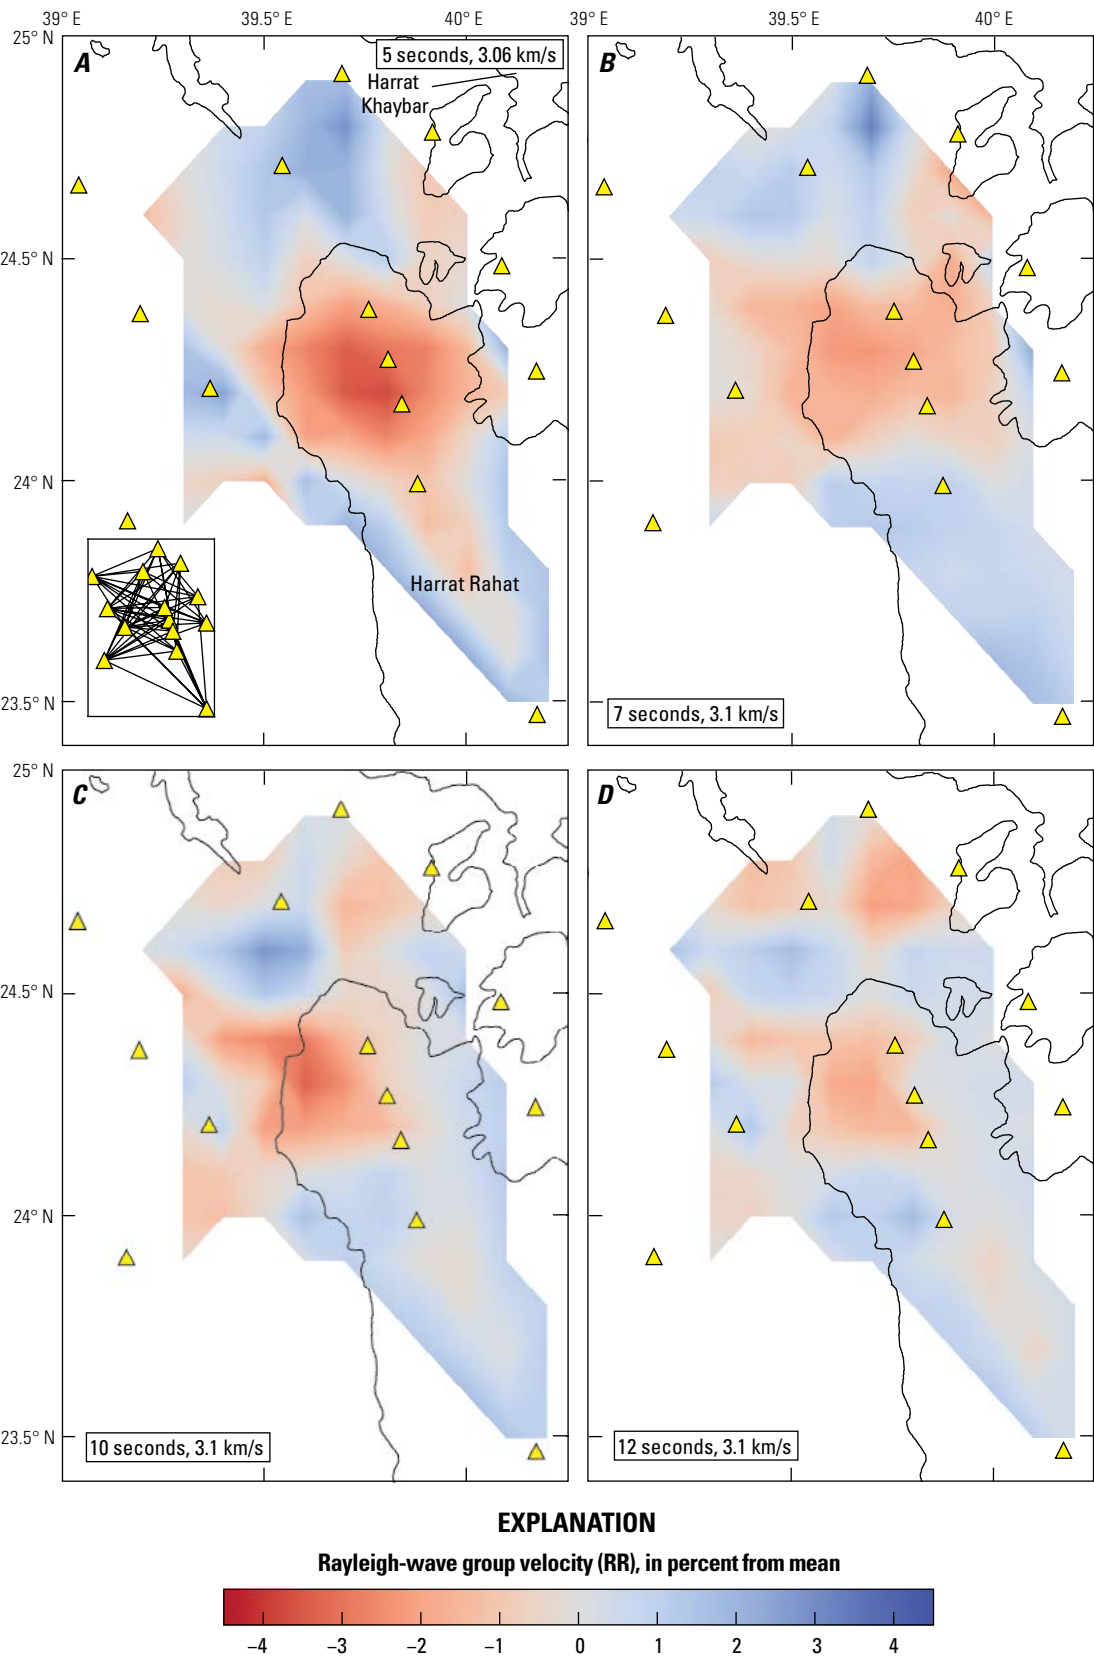 39° E
39.5° E
40° E
39° E
39.5° E
40° E
25° N
A
5 seconds, 3.06 km/s
Harrat
Khaybar
B
24.5° N
24° N
Harrat Rahat
23.5° N
7 seconds, 3.1 km/s
25° N
C
D
24.5° N
24° N
23.5° N
10 seconds, 3.1 km/s
12 seconds, 3.1 km/s
EXPLANATION
Rayleigh-wave group velocity (RR), in percent from mean
–4 –3 –2 –1 0 1 2 3 4